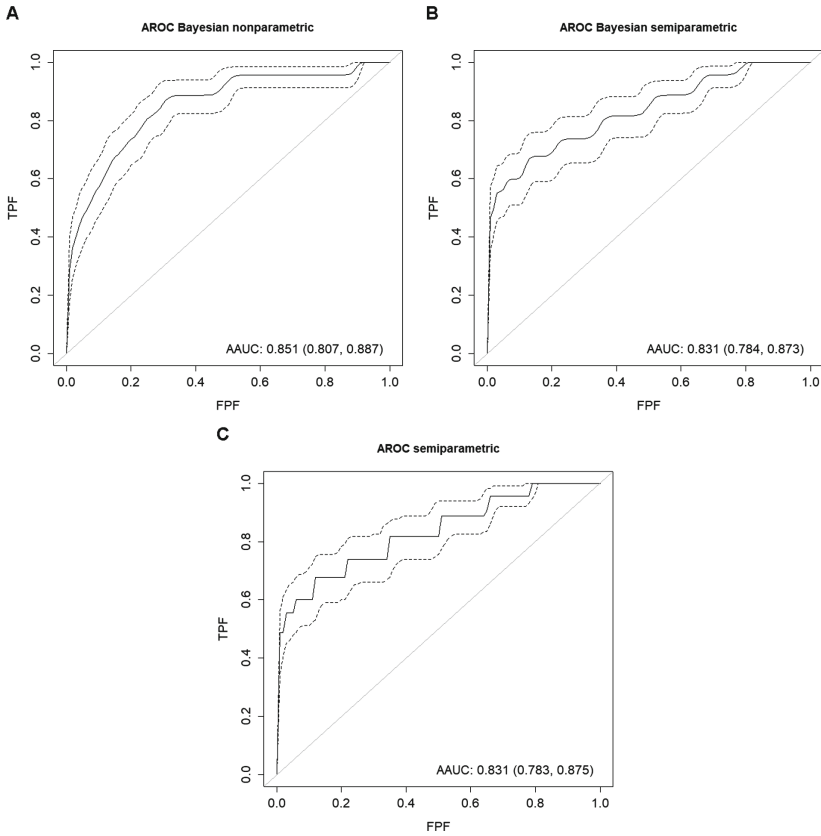 A
AROC Bayesian nonparametric
TPF
1.0
0.8
0.6
0.4
0.2
0.0
AAUC: 0.851 (0.807, 0.887)
0.0 0.2 0.4 0.6 0.8 1.0
FPF
B
AROC Bayesian semiparametric
TPF
1.0
0.8
0.6
0.4
0.2
0.0
AAUC: 0.831 (0.784, 0.873)
0.0 0.2 0.4 0.6 0.8 1.0
FPF
C
AROC semiparametric
TPF
1.0
0.8
0.6
0.4
0.2
0.0
AAUC: 0.831 (0.783, 0.875)
0.0 0.2 0.4 0.6 0.8 1.0
FPF